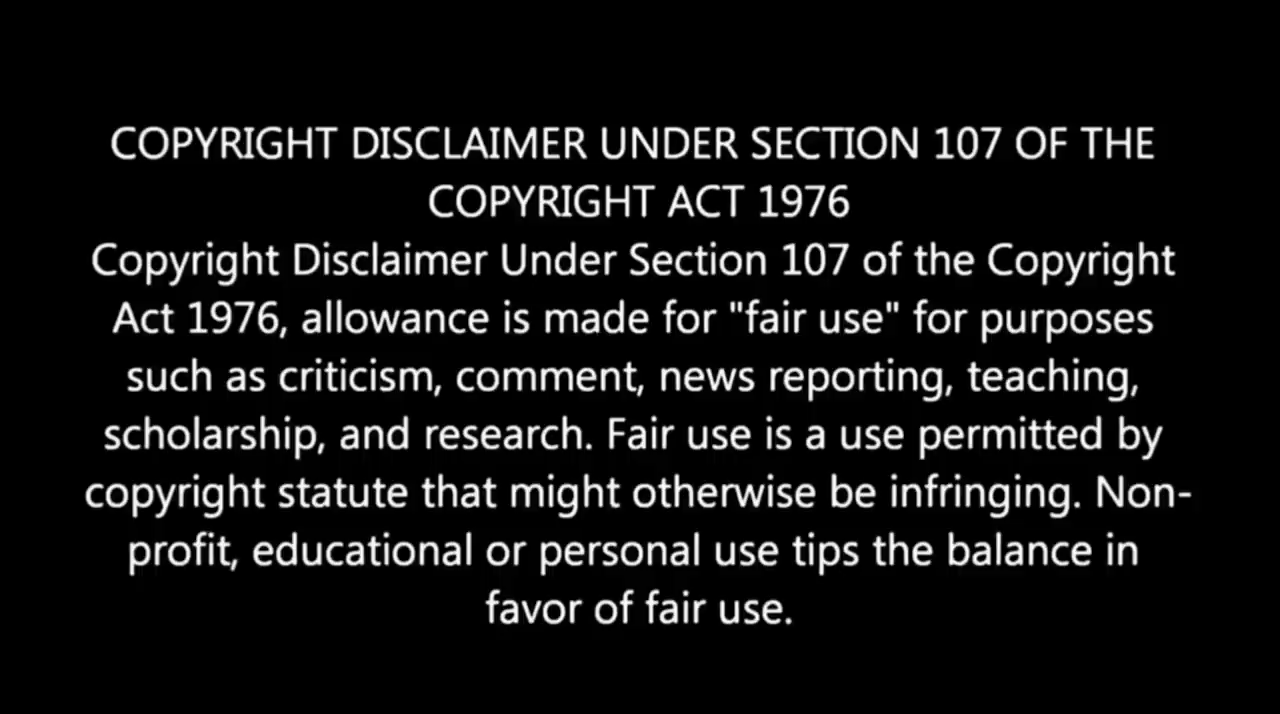 COPYRIGHT DISCLAIMER UNDER SECTION 107 OF THE
COPYRIGHT ACT 1976
Copyright Disclaimer Under Section 107 of the Copyright
Act 1976, allowance is made for "fair use" for purposes
such as criticism, comment, news reporting, teaching,
scholarship, and research. Fair use is a use permitted by
copyright statute that might otherwise be infringing. Non-
profit, educational or personal use tips the balance in
favor of fair use.